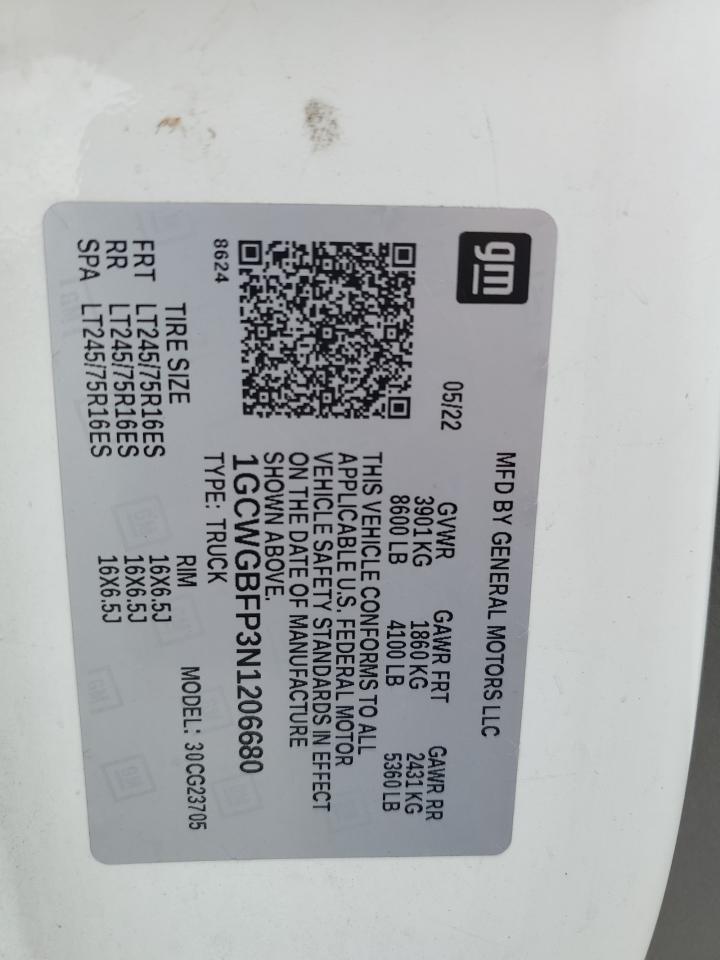 gm
MFD BY GENERAL MOTORS LLC
05/22
GVWR GAWR FRT GAWR RR
3901 KG 1860 KG 2431 KG
8600 LB 4100 LB 5360 LB
THIS VEHICLE CONFORMS TO ALL
APPLICABLE U.S. FEDERAL MOTOR
VEHICLE SAFETY STANDARDS IN EFFECT
ON THE DATE OF MANUFACTURE
SHOWN ABOVE.
1GCWGBFP3N1206680
8624
TYPE: TRUCK
MODEL: 30CG23705
TIRE SIZE RIM
FRT LT245/75R16ES 16X6.5J
RR LT245/75R16ES 16X6.5J
SPA LT245/75R16ES 16X6.5J